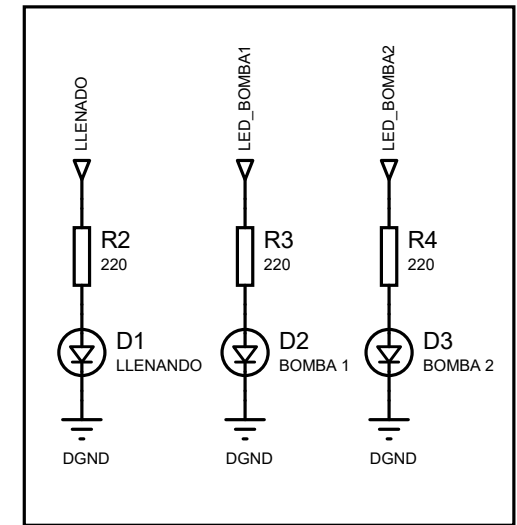 LLENADO
LED_BOMBA1
LED_BOMBA2
R2
220
R3
220
R4
220
D1
LLENANDO
D2
BOMBA 1
D3
BOMBA 2
DGND
DGND
DGND